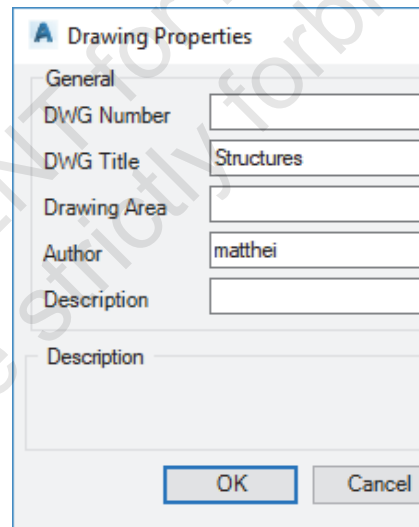 Drawing Properties
General
DWG Number
DWG Title Structures
Drawing Area
Author matthei
Description
Description
OK Cancel